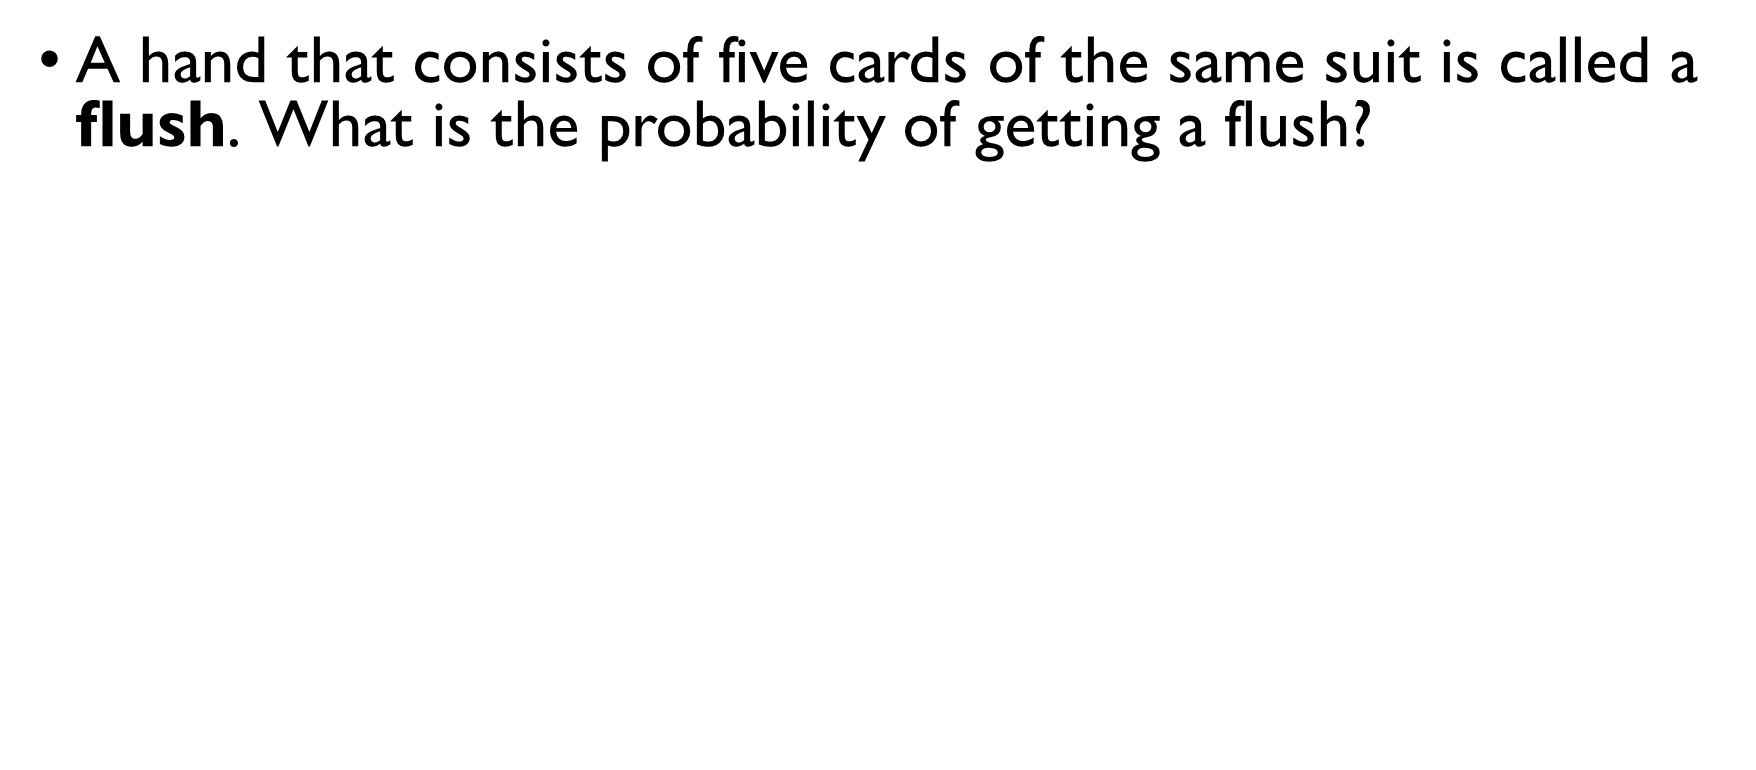 • A hand that consists of five cards of the same suit is called a
flush. What is the probability of getting a flush?